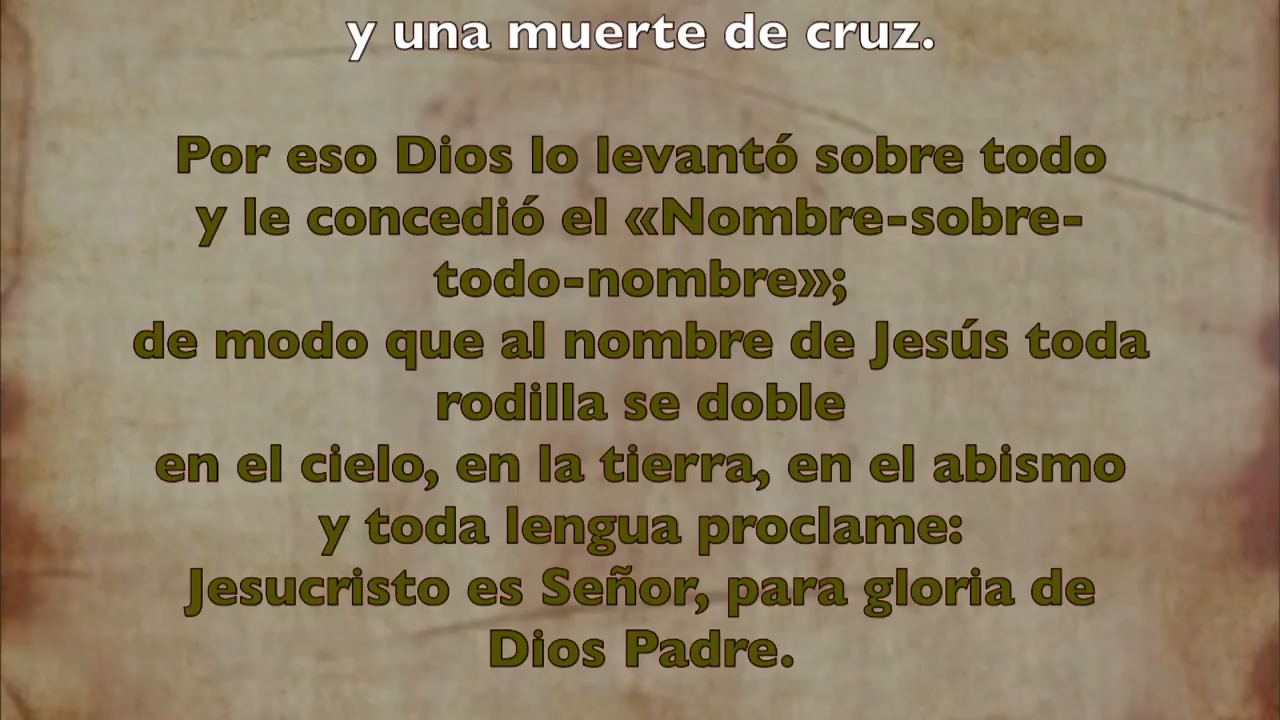 y una muerte de cruz.
Por eso Dios lo levantó sobre todo
y le concedió el «Nombre-sobre-
todo-nombre»;
de modo que al nombre de Jesús toda
rodilla se doble
en el cielo, en la tierra, en el abismo
y toda lengua proclame:
Jesucristo es Señor, para gloria de
Dios Padre.